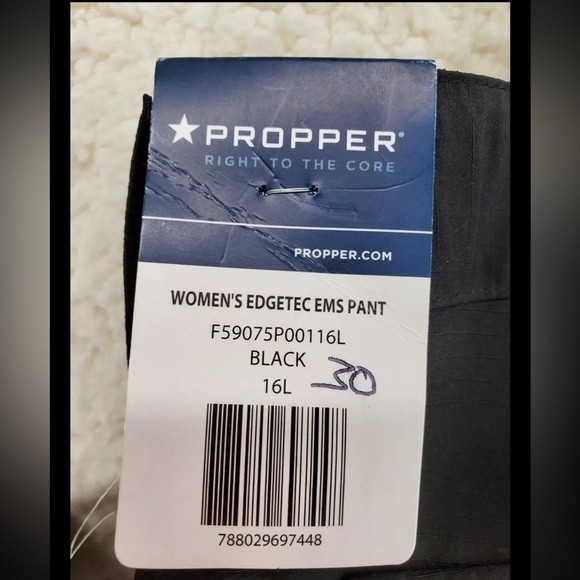 PROPPER®
RIGHT TO THE CORE
PROPPER.COM
WOMEN'S EDGETEC EMS PANT
F59075P00116L
BLACK
16L 30
788029697448